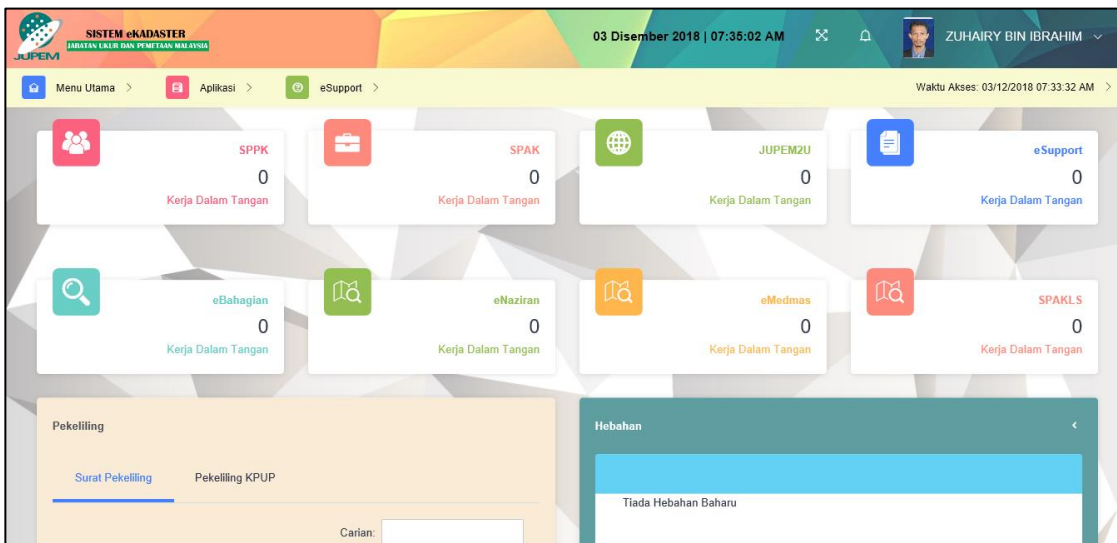 SISTEM eKADASTER
JABATAN UKUR DAN PEMETAAN MALAYSIA
JUPEM
03 Disember 2018 | 07:35:02 AM
ZUHAIRY BIN IBRAHIM
Menu Utama > Aplikasi > eSupport >
Waktu Akses: 03/12/2018 07:33:32 AM >
SPPK
0
Kerja Dalam Tangan
SPAK
0
Kerja Dalam Tangan
JUPEM2U
0
Kerja Dalam Tangan
eSupport
0
Kerja Dalam Tangan
eBahagian
0
Kerja Dalam Tangan
eNaziran
0
Kerja Dalam Tangan
eMedmas
0
Kerja Dalam Tangan
SPAKLS
0
Kerja Dalam Tangan
Pekeliling
Surat Pekeliling Pekeliling KPUP
Carian:
Hebahan
Tiada Hebahan Baharu